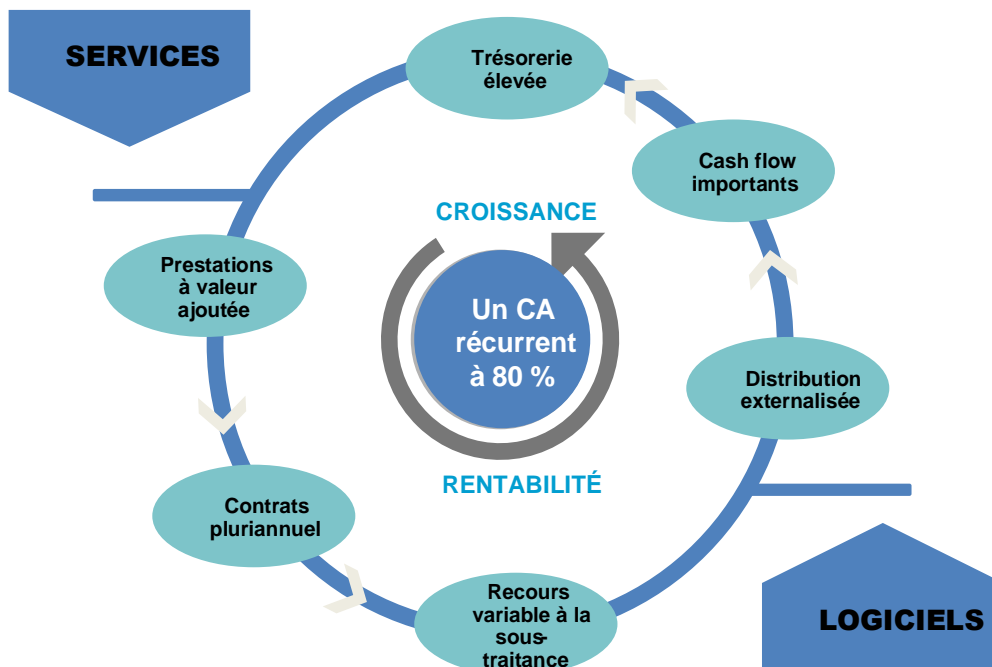 SERVICES
Trésorerie
élevée
Cash flow
importants
CROISSANCE
Prestations
à valeur
ajoutée
Un CA
récurrent
à 80 %
Distribution
externalisée
RENTABILITÉ
Contrats
pluriannuel
Recours
variable à la
sous-
traitance
LOGICIELS